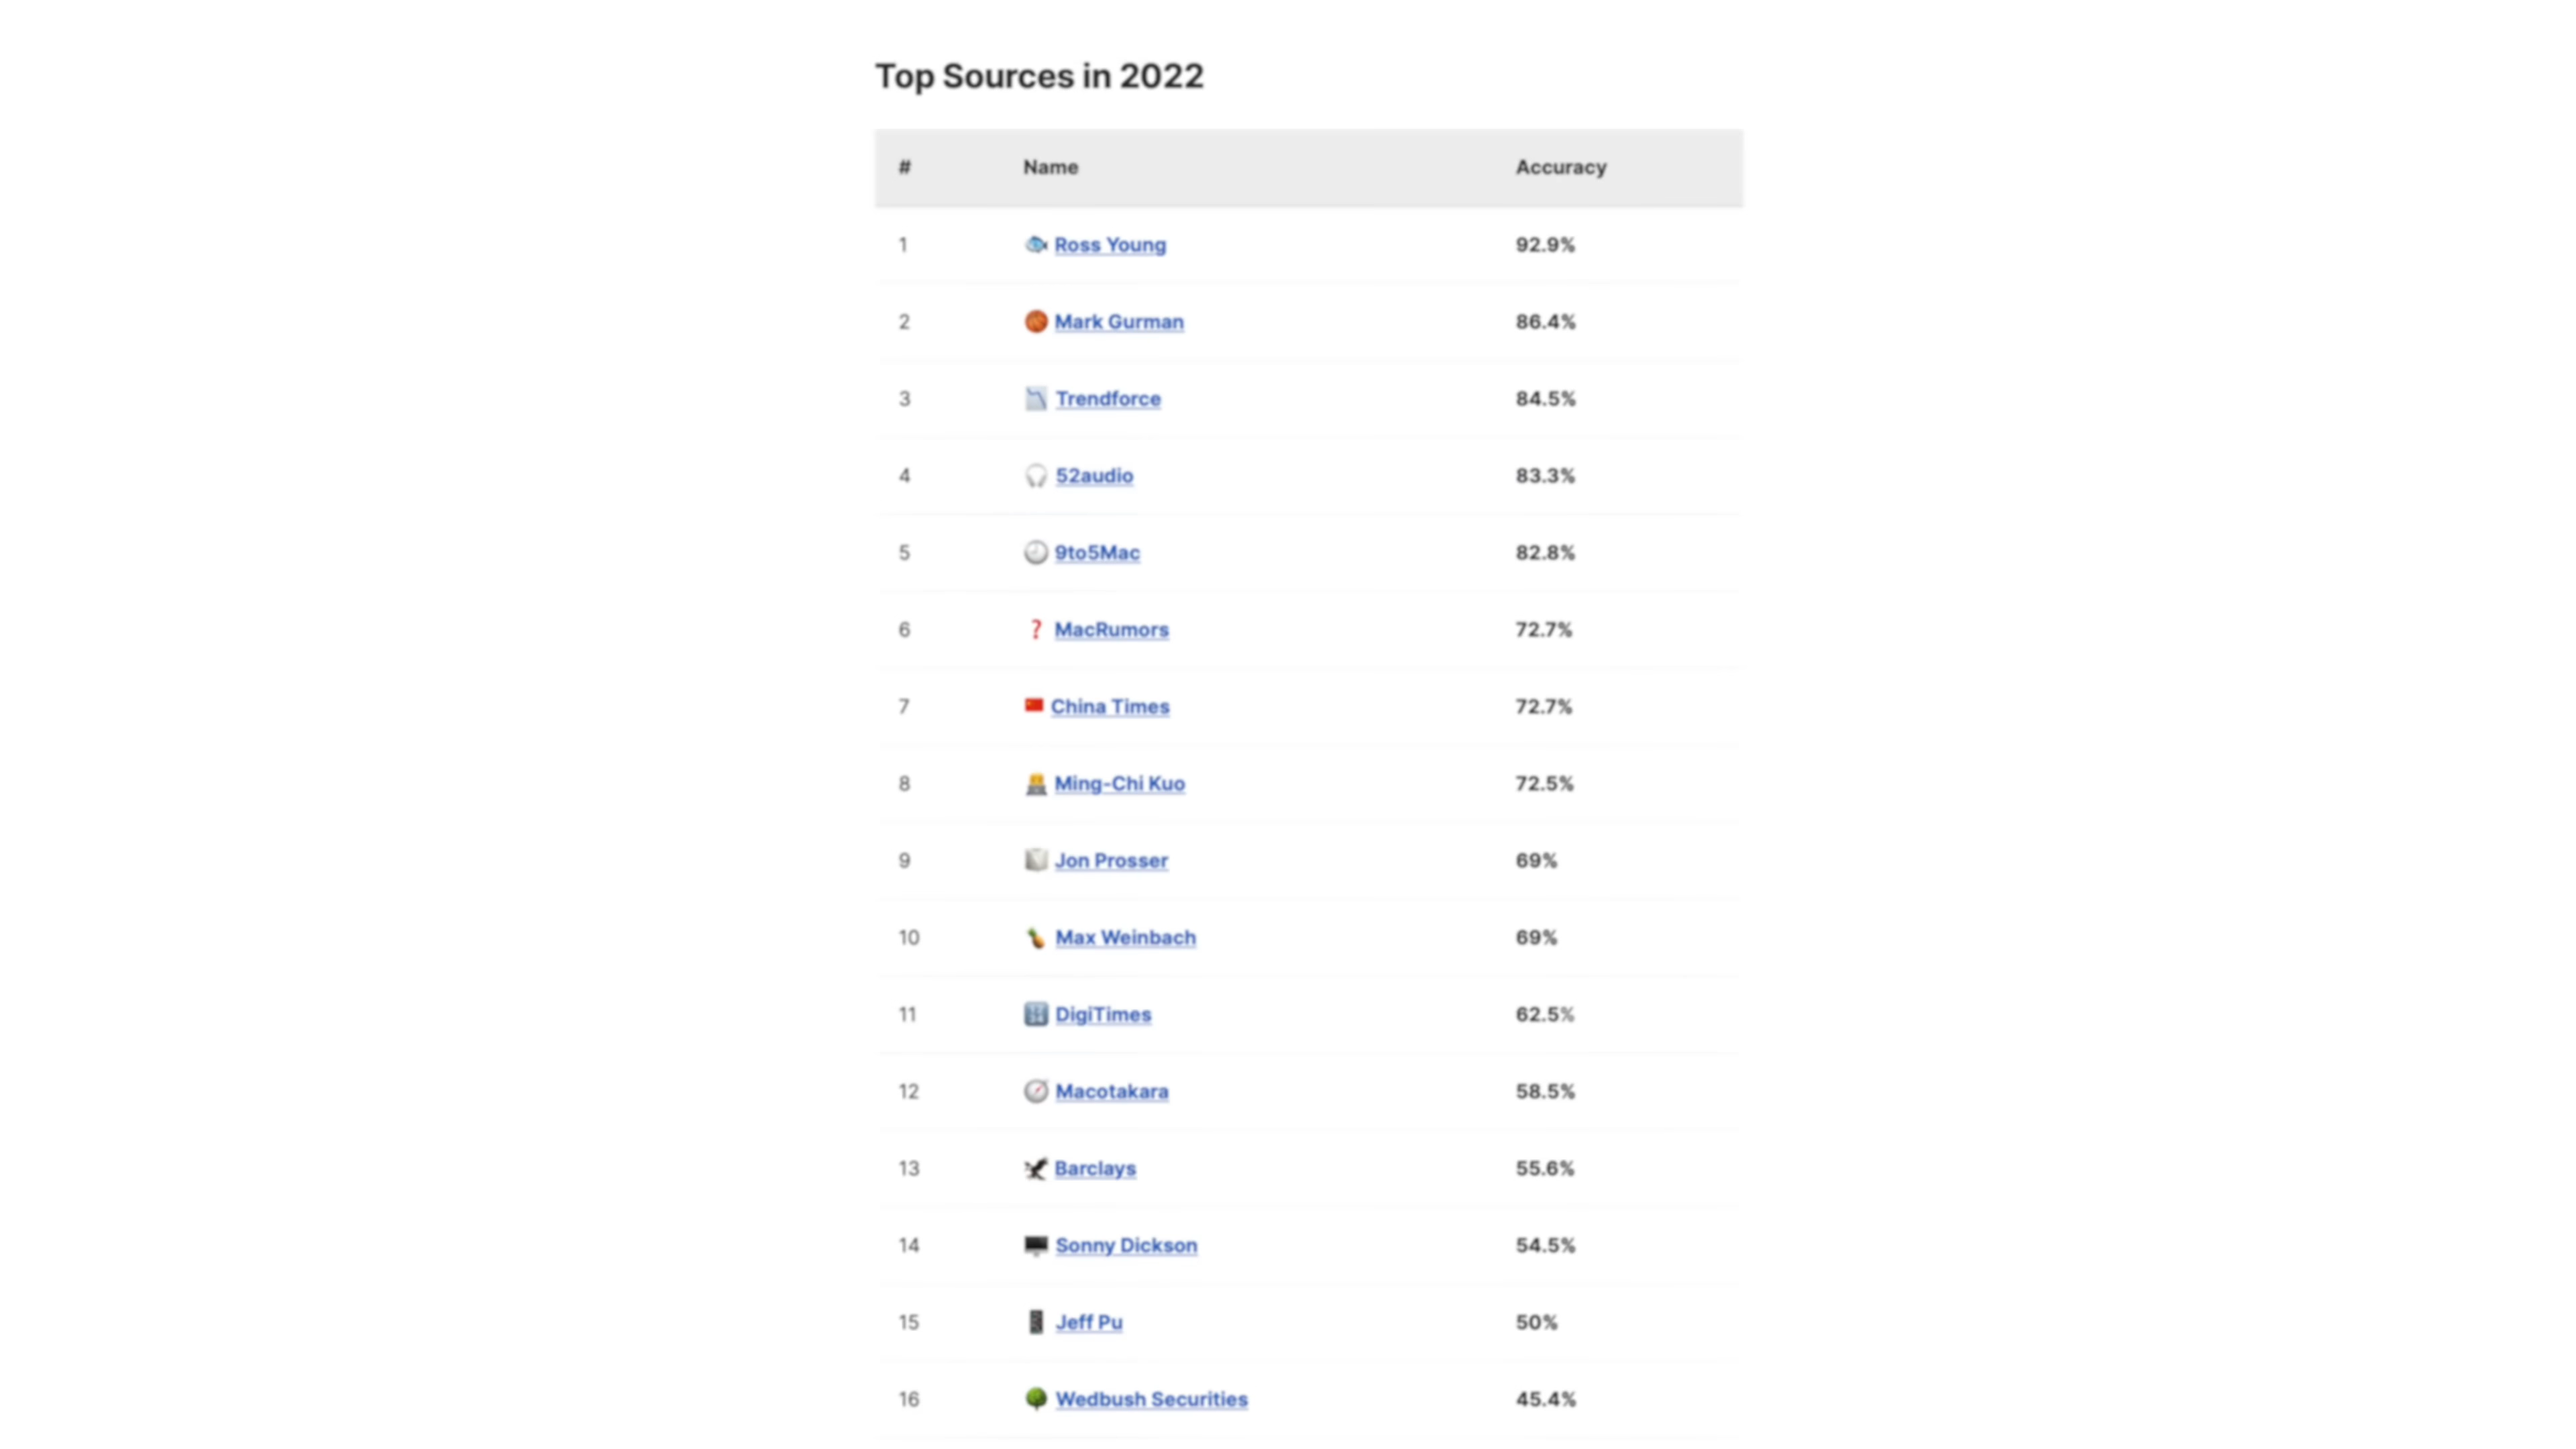 Top Sources in 2022
# Name Accuracy
1 Ross Young 92.9%
2 Mark Gurman 86.4%
3 Trendforce 84.5%
4 52audio 83.3%
5 9to5Mac 82.8%
6 ❓ MacRumors 72.7%
7 China Times 72.7%
8 Ming-Chi Kuo 72.5%
9 Jon Prosser 69%
10 Max Weinbach 69%
11 DigiTimes 62.5%
12 Macotakara 58.5%
13 Barclays 55.6%
14 Sonny Dickson 54.5%
15 Jeff Pu 50%
16 Wedbush Securities 45.4%